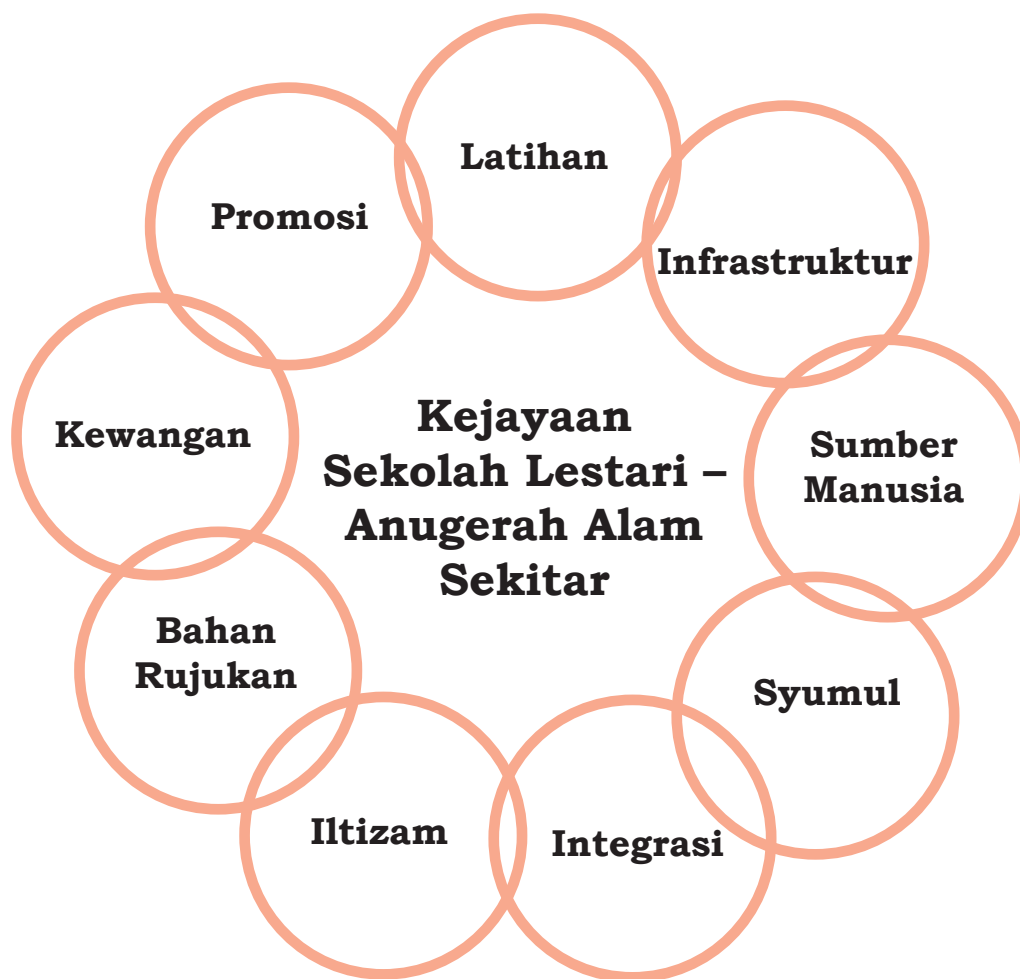 Latihan
Promosi
Infrastruktur
Kewangan
Kejayaan
Sekolah Lestari –
Anugerah Alam
Sekitar
Sumber
Manusia
Bahan
Rujukan
Syumul
Iltizam
Integrasi